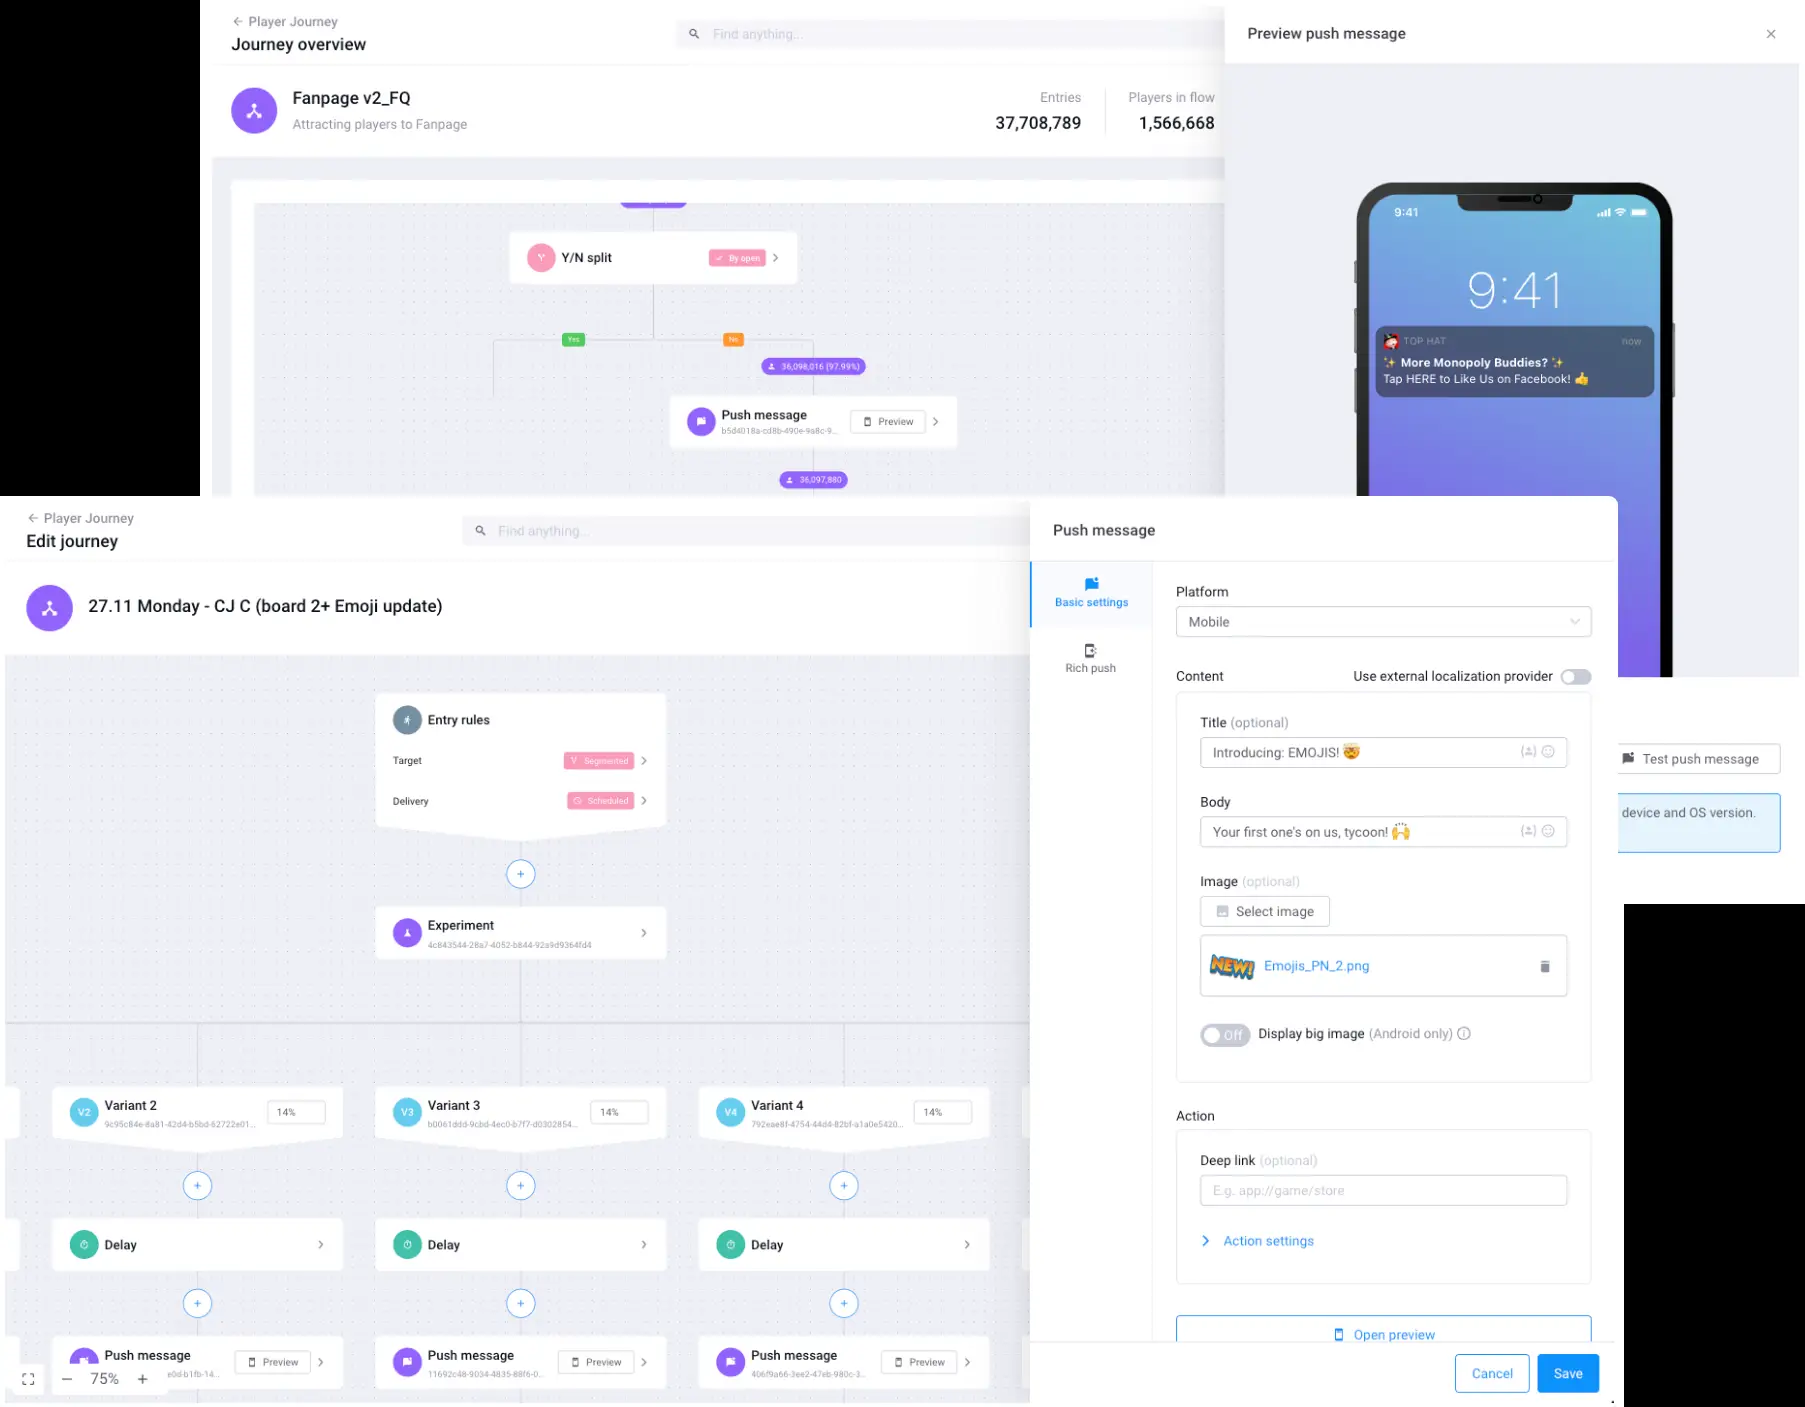 Player Journey
Journey overview
Find anything...
Fanpage v2_FQ
Attracting players to Fanpage
Entries
37,708,789
Players in flow
1,566,668
Y/N split
By open
Yes
No
36,098,016 (97.99%)
Push message
b5d4018a-cd8b-490e-9a8c-9...
Preview
36,097,880
Preview push message
9:41
9:41
TOP HAT
now
✨ More Monopoly Buddies? ✨
Tap HERE to Like Us on Facebook! 👍
Test push message
device and OS version.
Player Journey
Edit journey
Find anything...
27.11 Monday - CJ C (board 2+ Emoji update)
Entry rules
Target
Segmented
Delivery
Scheduled
Experiment
4c843544-28a7-4052-b844-92a9d9364fd4
V2
Variant 2
9c95c84e-8a81-42d4-b5bd-62722e01...
14%
V3
Variant 3
b0061ddd-9cbd-4ec0-b7f7-d0302854...
14%
V4
Variant 4
792eae8f-4754-44d4-82bf-a1a0e5420...
14%
Delay
Delay
Delay
Push message
e0d-b1fb-14...
Preview
Push message
11692c48-9034-4835-88f6-0...
Preview
Push message
406f9a66-3ee2-47eb-980c-3...
Preview
75%
Push message
Basic settings
Rich push
Platform
Mobile
Content
Use external localization provider
Title (optional)
Introducing: EMOJIS! 🤯
Body
Your first one's on us, tycoon! 🙌
Image (optional)
Select image
NEW!
Emojis_PN_2.png
Off
Display big image (Android only)
Action
Deep link (optional)
E.g. app://game/store
Action settings
Open preview
Cancel
Save